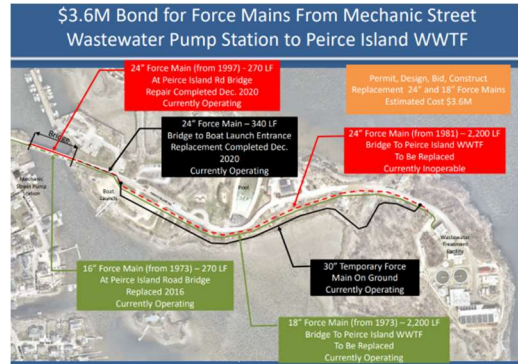 $3.6M Bond for Force Mains From Mechanic Street
Wastewater Pump Station to Peirce Island WWTF
24" Force Main (from 1997) - 270 LF
At Peirce Island Rd Bridge
Repair Completed Dec. 2020
Currently Operating
Permit, Design, Bid, Construct
Replacement 24" and 18" Force Mains
Estimated Cost $3.6M
24" Force Main – 340 LF
Bridge to Boat Launch Entrance
Replacement Completed Dec.
2020
Currently Operating
24" Force Main (from 1981) – 2,200 LF
Bridge To Peirce Island WWTF
To Be Replaced
Currently Inoperable
Bridge
Mechanic
Street Pump
Station
Boat
Launch
Pool
Wastewater
Treatment
Facility
16" Force Main (from 1973) – 270 LF
At Peirce Island Road Bridge
Replaced 2016
Currently Operating
30" Temporary Force
Main On Ground
Currently Operating
18" Force Main (from 1973) – 2,200 LF
Bridge To Peirce Island WWTF
To Be Replaced
Currently Operating